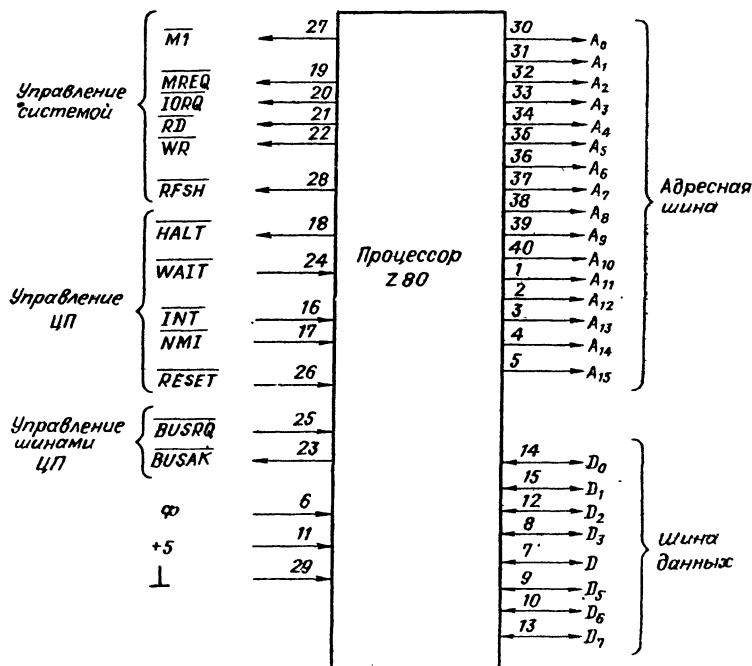 Управление
системой
M1 27
MREQ 19
IORQ 20
RD 21
WR 22
RFSH 28
Управление
ЦП
HALT 18
WAIT 24
INT 16
NMI 17
RESET 26
Управление
шинами
ЦП
BUSRQ 25
BUSAK 23
Ф 6
+5 11
⊥ 29
Процессор
Z80
30 A0
31 A1
32 A2
33 A3
34 A4
35 A5
36 A6
37 A7
38 A8
39 A9
40 A10
1 A11
2 A12
3 A13
4 A14
5 A15
Адресная
шина
14 D0
15 D1
12 D2
8 D3
7 D
9 D5
10 D6
13 D7
Шина
данных